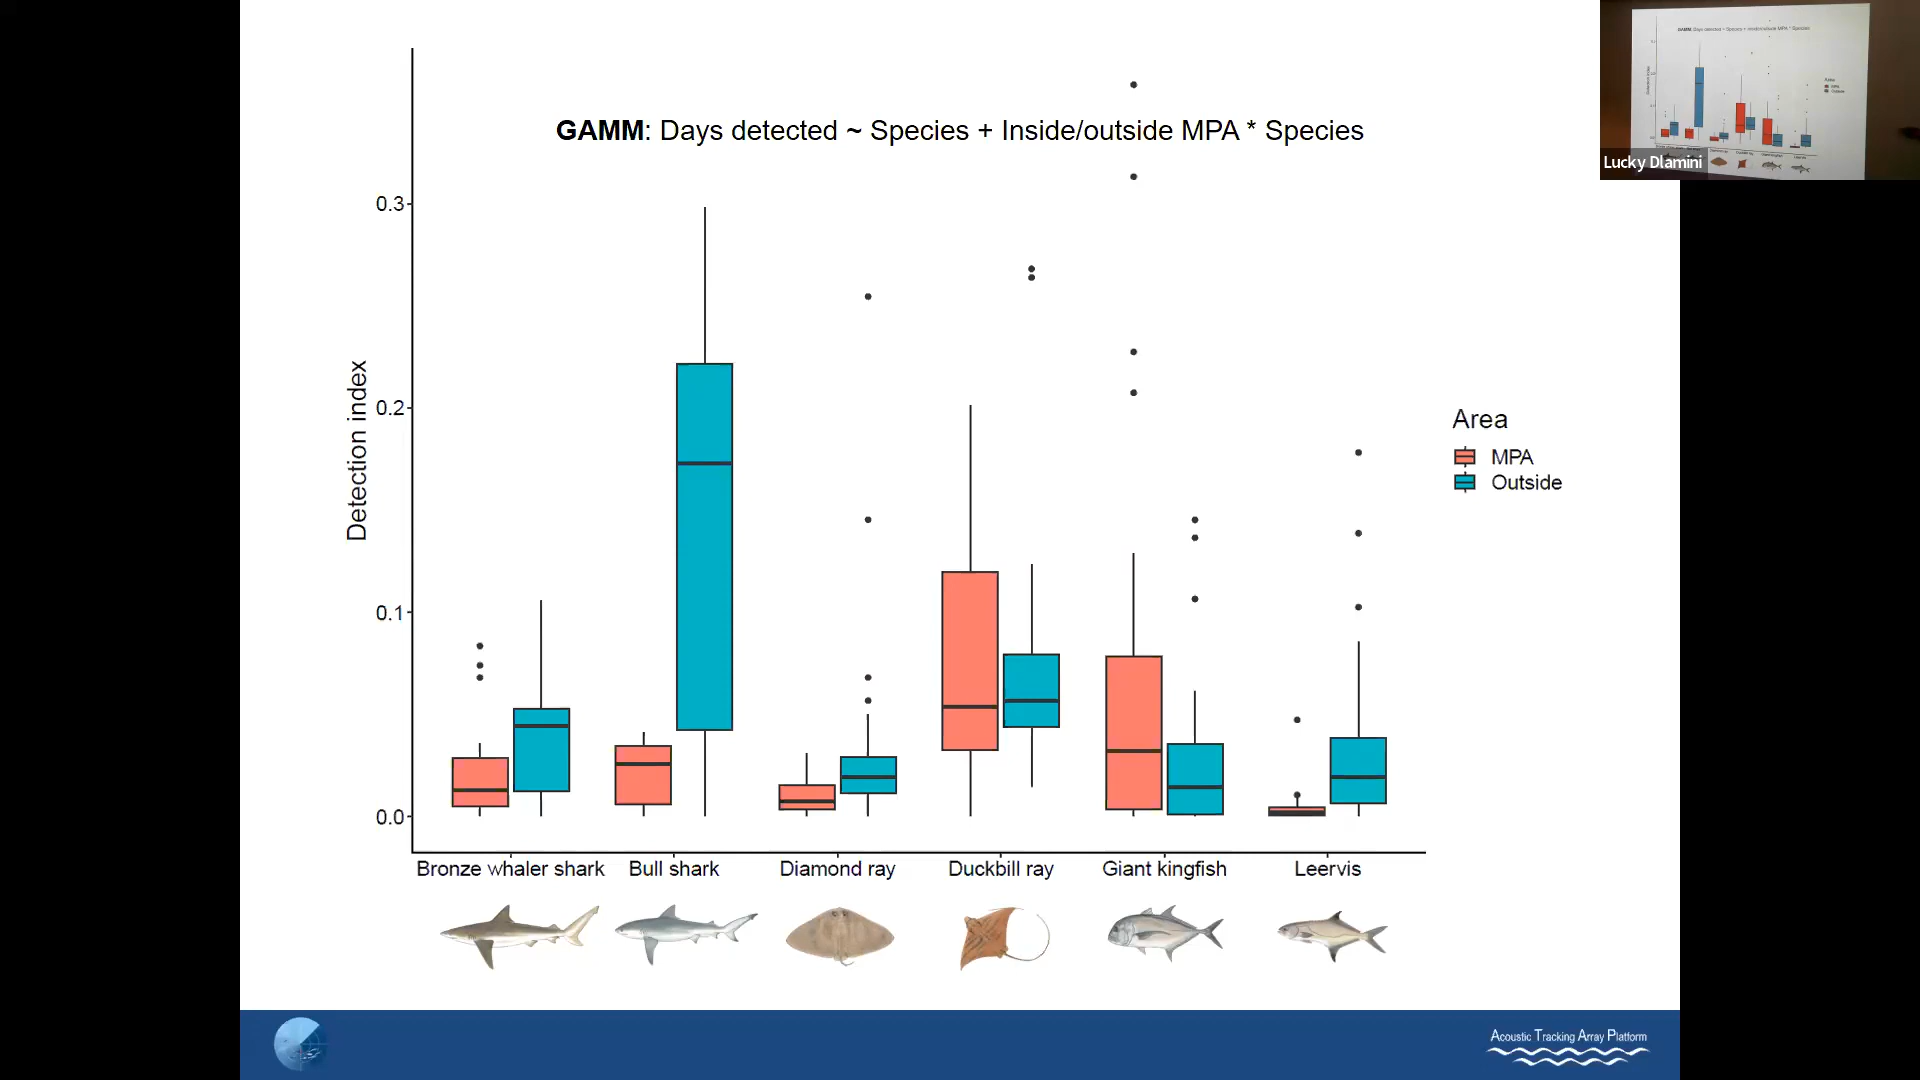 GAMM: Days detected ~ Species + Inside/outside MPA * Species
Lucky Dlamini
Detection index
0.3
0.2
0.1
0.0
Area
MPA
Outside
Bronze whaler shark Bull shark Diamond ray Duckbill ray Giant kingfish Leervis
Acoustic Tracking Array Platform